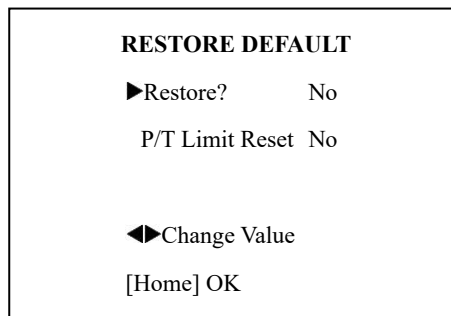 RESTORE DEFAULT
▶Restore? No
P/T Limit Reset No
◀▶Change Value
[Home] OK